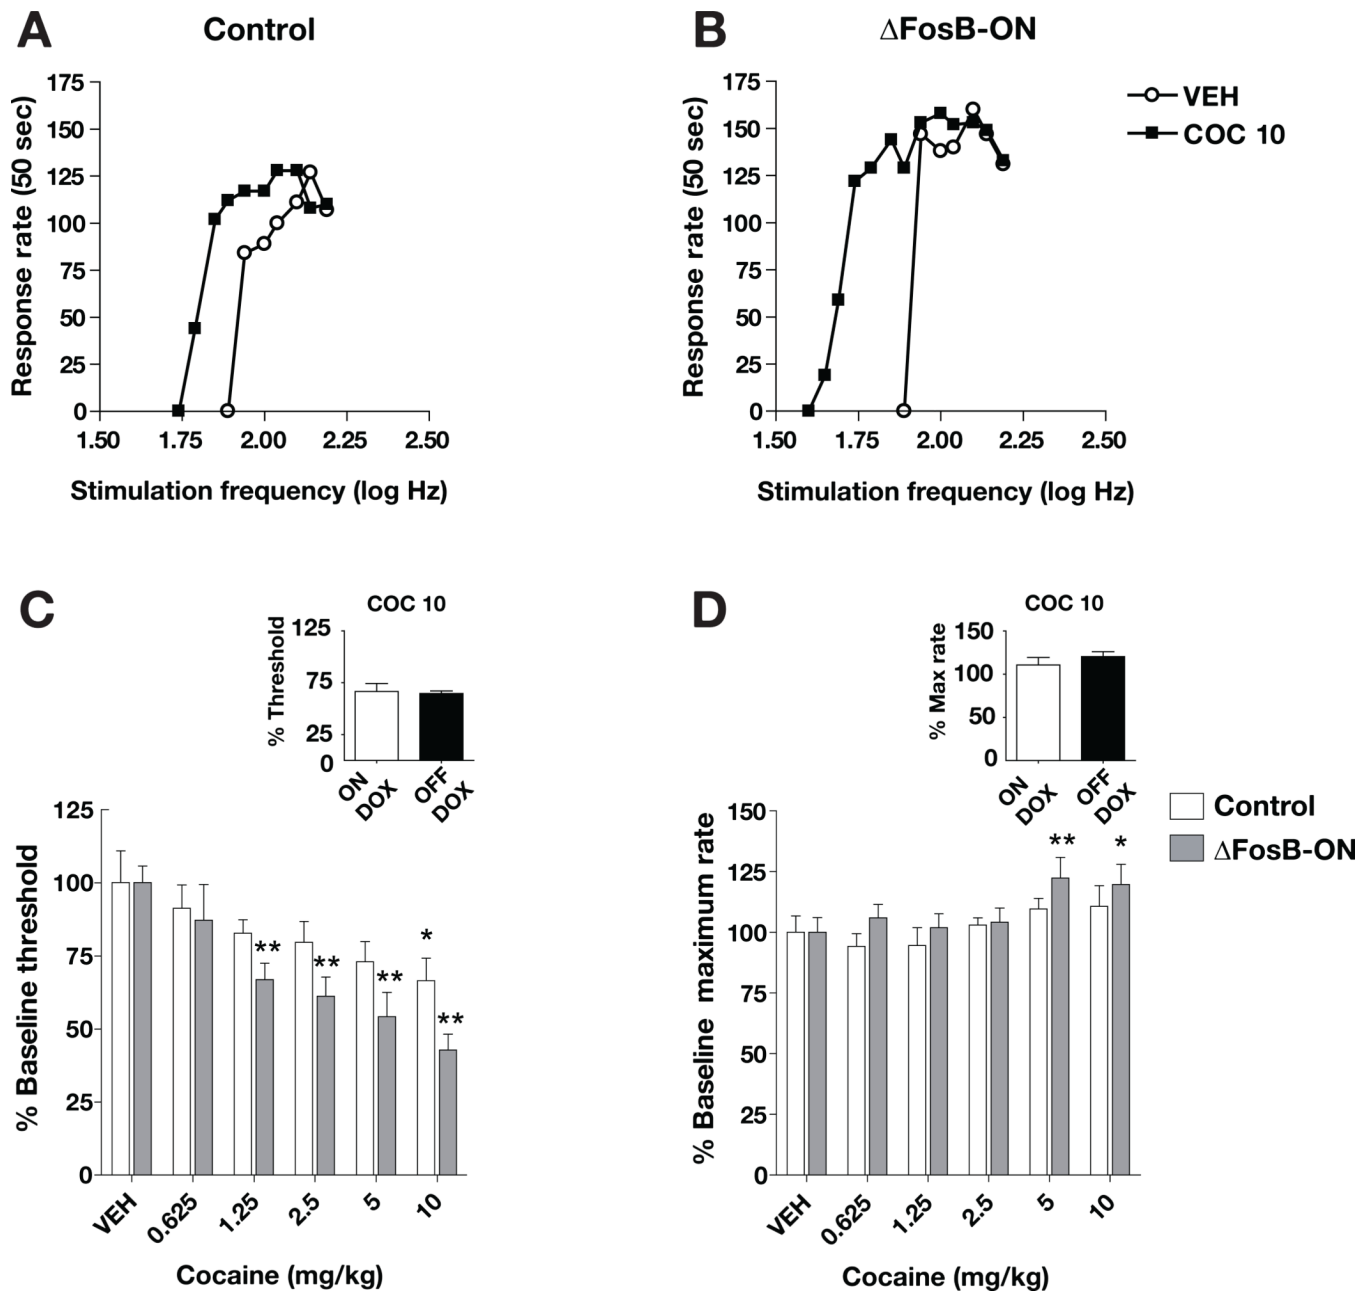 A
Control
B
ΔFosB-ON
VEH
COC 10
Response rate (50 sec)
175
150
125
100
75
50
25
0
1.50
1.75
2.00
2.25
2.50
Stimulation frequency (log Hz)
Response rate (50 sec)
175
150
125
100
75
50
25
0
1.50
1.75
2.00
2.25
2.50
Stimulation frequency (log Hz)
C
COC 10
% Threshold
125
75
25
0
ON DOX
OFF DOX
% Baseline threshold
125
100
75
50
25
0
**
**
**
*
**
VEH
0.625
1.25
2.5
5
10
Cocaine (mg/kg)
D
COC 10
% Max rate
150
100
50
0
ON DOX
OFF DOX
Control
ΔFosB-ON
% Baseline maximum rate
150
125
100
75
50
25
0
**
*
VEH
0.625
1.25
2.5
5
10
Cocaine (mg/kg)